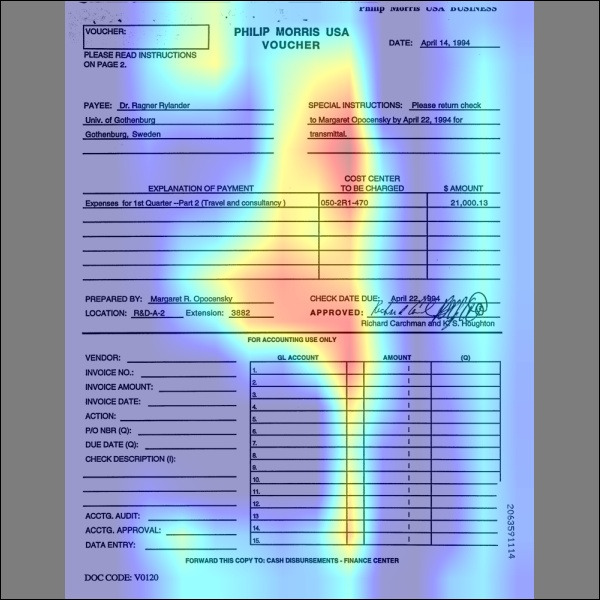 Philip Morris USA BUSINESS
VOUCHER:
PHILIP MORRIS USA
VOUCHER
DATE: April 14, 1994
PLEASE READ INSTRUCTIONS
ON PAGE 2.
PAYEE: Dr. Ragner Rylander
SPECIAL INSTRUCTIONS: Please return check
Univ. of Gothenburg
to Margaret Opocensky by April 22, 1994 for
Gothenburg, Sweden
transmittal.
EXPLANATION OF PAYMENT
COST CENTER
TO BE CHARGED
$ AMOUNT
Expenses for 1st Quarter --Part 2 (Travel and consultancy )
050-2R1-470
21,000.13
PREPARED BY: Margaret R. Opocensky
CHECK DATE DUE: April 22, 1994
LOCATION: R&D-A-2 Extension: 3882
APPROVED:
Richard Carchman and K. S. Houghton
FOR ACCOUNTING USE ONLY
VENDOR:
GL ACCOUNT
AMOUNT
(Q)
INVOICE NO.:
INVOICE AMOUNT:
INVOICE DATE:
ACTION:
P/O NBR (Q):
DUE DATE (Q):
CHECK DESCRIPTION (I):
ACCTG. AUDIT:
ACCTG. APPROVAL:
DATA ENTRY:
1.
2.
3.
4.
5.
6.
7.
8.
9.
10.
11.
12.
13
14.
15.
FORWARD THIS COPY TO: CASH DISBURSEMENTS - FINANCE CENTER
DOC CODE: V0120
2063591114